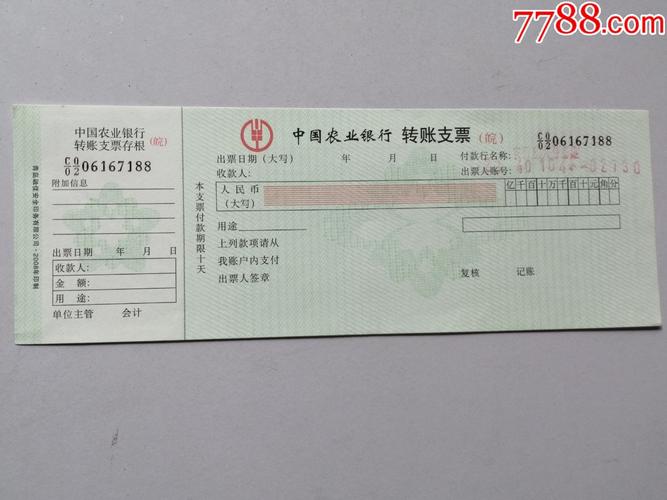 7788.com
中国农业银行
转账支票存根(皖)
C0/02 06167188
附加信息
出票日期 年 月 日
收款人:
金 额:
用 途:
单位主管 会计
本支票付款期限十天
中国农业银行 转账支票 (皖) C0/02 06167188
出票日期(大写) 年 月 日 付款行名称:
收款人: 出票人账号:
人民币
(大写)
亿千百十万千百十元角分
用途
上列款项请从
我账户内支付
出票人签章
复核 记账